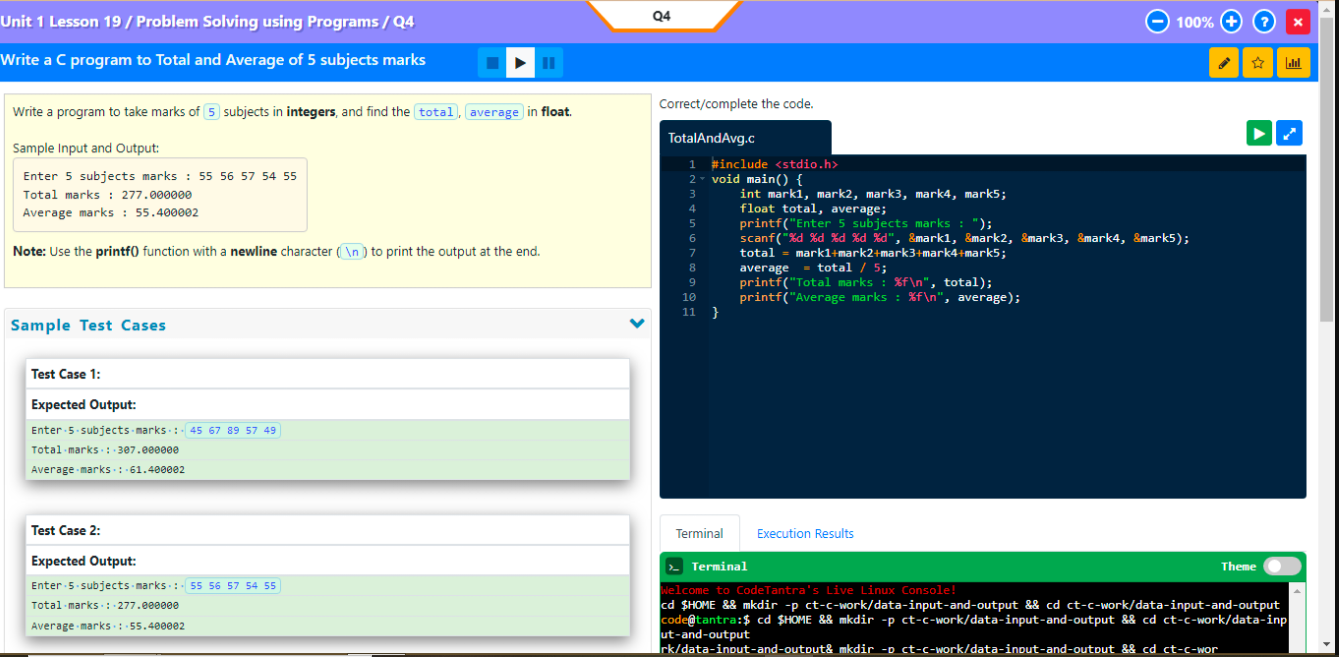 Unit 1 Lesson 19 / Problem Solving using Programs / Q4
Q4
100%
Write a C program to Total and Average of 5 subjects marks
Write a program to take marks of 5 subjects in integers, and find the total, average in float.
Sample Input and Output:
Enter 5 subjects marks : 55 56 57 54 55
Total marks : 277.000000
Average marks : 55.400002
Note: Use the printf() function with a newline character (\n) to print the output at the end.
Sample Test Cases
Test Case 1:
Expected Output:
Enter·5·subjects·marks·:· 45 67 89 57 49
Total·marks·:·307.000000
Average·marks·:·61.400002
Test Case 2:
Expected Output:
Enter·5·subjects·marks·:· 55 56 57 54 55
Total·marks·:·277.000000
Average·marks·:·55.400002
Correct/complete the code.
TotalAndAvg.c
1 #include <stdio.h>
2 void main() {
3 int mark1, mark2, mark3, mark4, mark5;
4 float total, average;
5 printf("Enter 5 subjects marks : ");
6 scanf("%d %d %d %d %d", &mark1, &mark2, &mark3, &mark4, &mark5);
7 total = mark1+mark2+mark3+mark4+mark5;
8 average  = total / 5;
9 printf("Total marks : %f\n", total);
10 printf("Average marks : %f\n", average);
11 }
Terminal
Execution Results
Terminal
Theme
Welcome to CodeTantra's Live Linux Console!
cd $HOME && mkdir -p ct-c-work/data-input-and-output && cd ct-c-work/data-input-and-output
code@tantra:$ cd $HOME && mkdir -p ct-c-work/data-input-and-output && cd ct-c-work/data-inp
ut-and-output
rk/data-input-and-output& mkdir -p ct-c-work/data-input-and-output && cd ct-c-wor